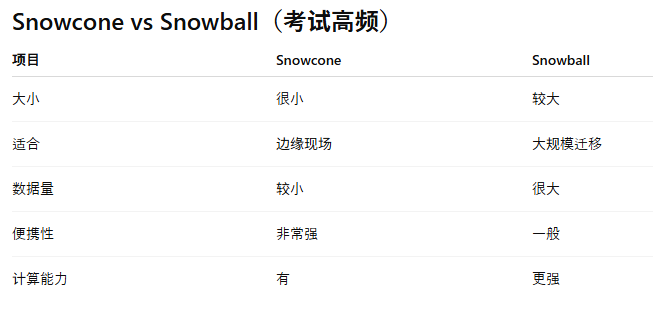 Snowcone vs Snowball（考试高频）
项目 Snowcone Snowball
大小 很小 较大
适合 边缘现场 大规模迁移
数据量 较小 很大
便携性 非常强 一般
计算能力 有 更强